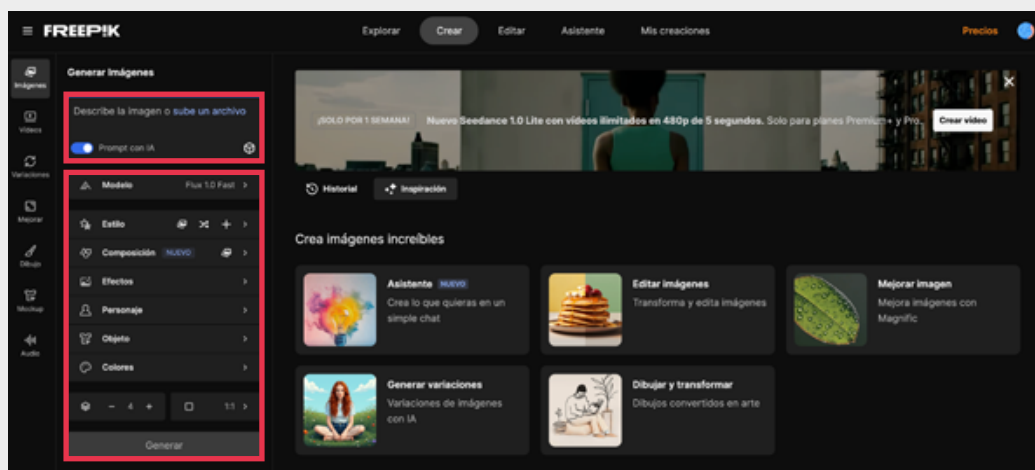 FREEP!K
Explorar
Crear
Editar
Asistente
Mis creaciones
Precios
Imágenes
Vídeos
Variaciones
Mejorar
Dibujo
Mockup
Audio
Generar Imágenes
Describe la imagen o sube un archivo
Prompt con IA
Modelo Flux 1.0 Fast
Estilo
Composición NUEVO
Efectos
Personaje
Objeto
Colores
4 1:1
Generar
¡SOLO POR 1 SEMANA! Nuevo Seedance 1.0 Lite con vídeos ilimitados en 480p de 5 segundos. Solo para planes Premium+ y Pro. Crear vídeo
Historial
Inspiración
Crea imágenes increíbles
Asistente NUEVO
Crea lo que quieras en un
simple chat
Editar imágenes
Transforma y edita imágenes
Mejorar imagen
Mejora imágenes con
Magnific
Generar variaciones
Variaciones de imágenes
con IA
Dibujar y transformar
Dibujos convertidos en arte